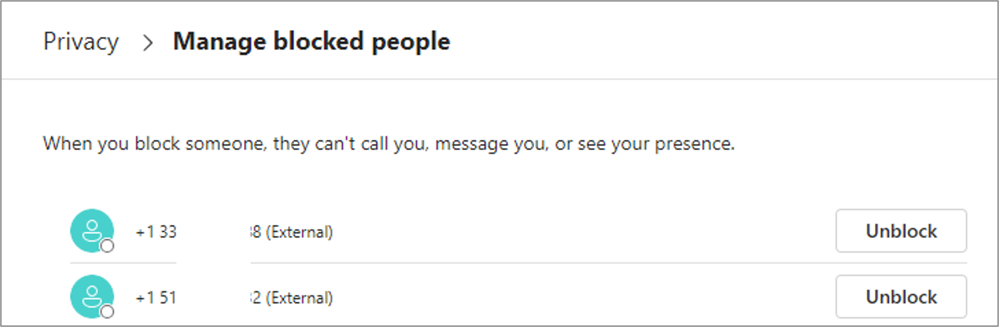 Privacy > Manage blocked people
When you block someone, they can't call you, message you, or see your presence.
+1 33 8 (External) Unblock
+1 51 2 (External) Unblock